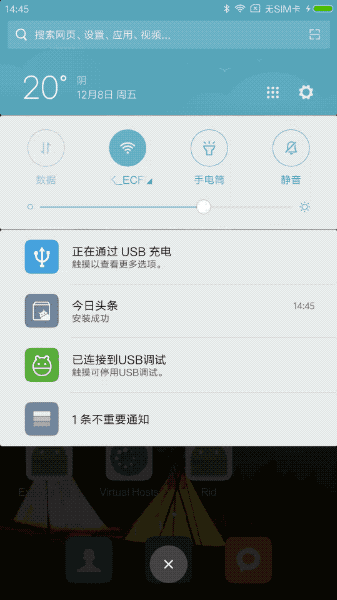 14:45
无SIM卡
搜索网页、设置、应用、视频...
20°
阴
12月8日 周五
数据
手电筒
静音
正在通过 USB 充电
触摸以查看更多选项。
今日头条
14:45
安装成功
已连接到USB调试
触摸可停用USB调试。
1 条不重要通知
Virtual Hosts
Rid